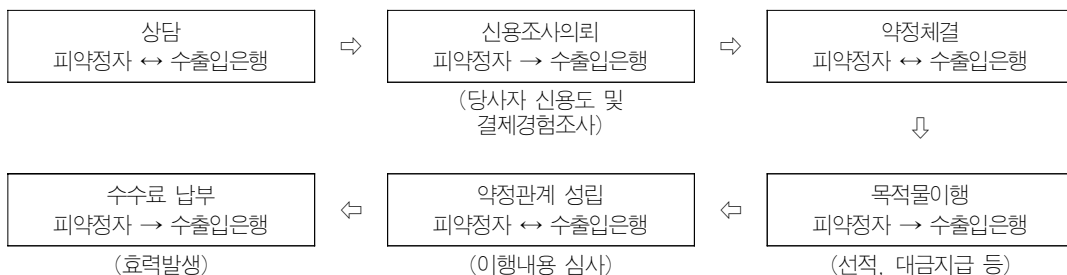 상담
피약정자 ↔ 수출입은행
⇨
신용조사의뢰
피약정자 → 수출입은행
(당사자 신용도 및
결제경험조사)
⇨
약정체결
피약정자 ↔ 수출입은행
⇩
목적물이행
피약정자 → 수출입은행
(선적, 대금지급 등)
⇦
약정관계 성립
피약정자 ↔ 수출입은행
(이행내용 심사)
⇦
수수료 납부
피약정자 → 수출입은행
(효력발생)